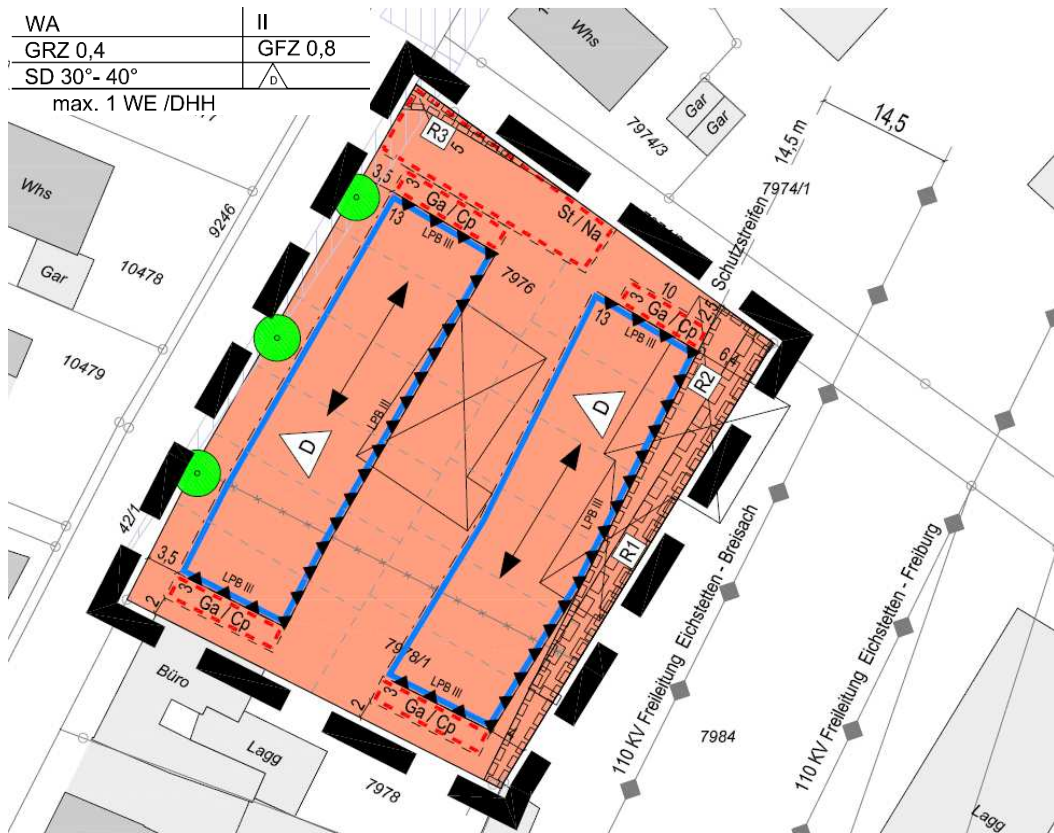 WA II
GRZ 0,4 GFZ 0,8
SD 30°- 40° D
max. 1 WE /DHH
Whs
Gar
Gar
7974/3
14,5
14,5 m
7974/1
Schutzstreifen
R3
5
3,5
3
Ga / Cp
13
LPB III
St / Na
7976
10
3
Ga / Cp
2,5
13
LPB III
6,4
R2
Whs
Gar
9246
10478
10479
D
LPB III
D
LPB III
R1
42/1
3,5
LPB III
3
Ga / Cp
2
7978/1
LPB III
3
Ga / Cp
2
4
Büro
Lagg
7978
110 KV Freileitung Eichstetten - Breisach
110 KV Freileitung Eichstetten - Freiburg
7984
Lagg